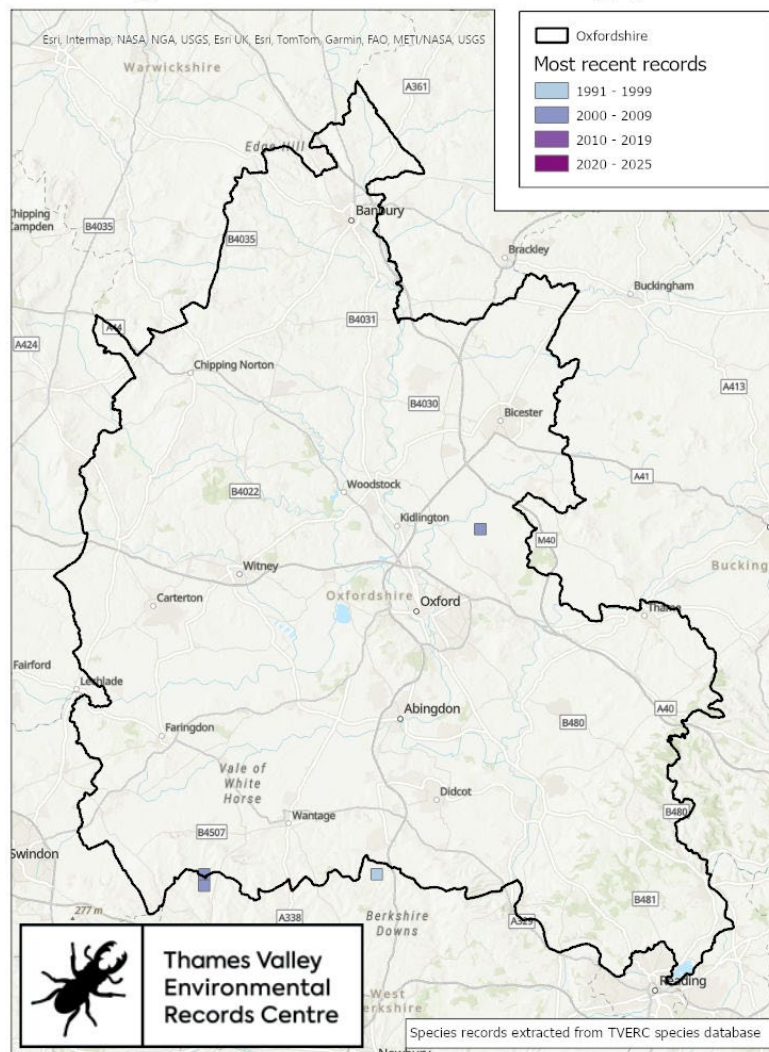 Esri, Intermap, NASA, NGA, USGS, Esri UK, Esri, TomTom, Garmin, FAO, METI/NASA, USGS
Oxfordshire
Most recent records
1991 - 1999
2000 - 2009
2010 - 2019
2020 - 2025
Warwickshire
A361
Edge Hill
Chipping
Campden
B4035
Banbury
B4035
Brackley
Buckingham
A44
B4031
A424
Chipping Norton
A413
B4030
Bicester
A41
B4022
Woodstock
Kidlington
M40
Witney
Bucking
Carterton
Oxfordshire
Oxford
Thame
Fairford
Lechlade
A40
Abingdon
B480
Faringdon
Vale of
White
Horse
Didcot
B480
Wantage
B4507
Swindon
277 m
A338
Berkshire
Downs
A329
B481
Reading
West
erkshire
Thames Valley
Environmental
Records Centre
Species records extracted from TVERC species database